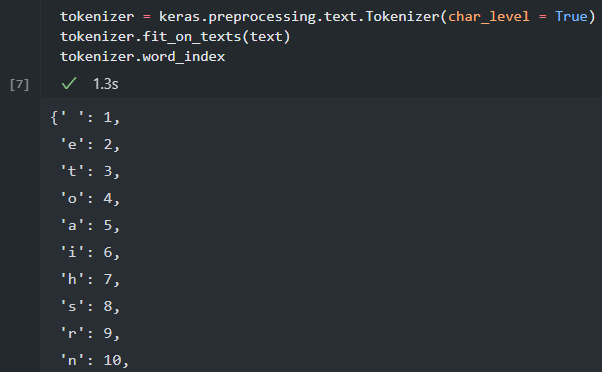 tokenizer = keras.preprocessing.text.Tokenizer(char_level = True)
tokenizer.fit_on_texts(text)
tokenizer.word_index
[7] ✓ 1.3s
{' ': 1,
'e': 2,
't': 3,
'o': 4,
'a': 5,
'i': 6,
'h': 7,
's': 8,
'r': 9,
'n': 10,